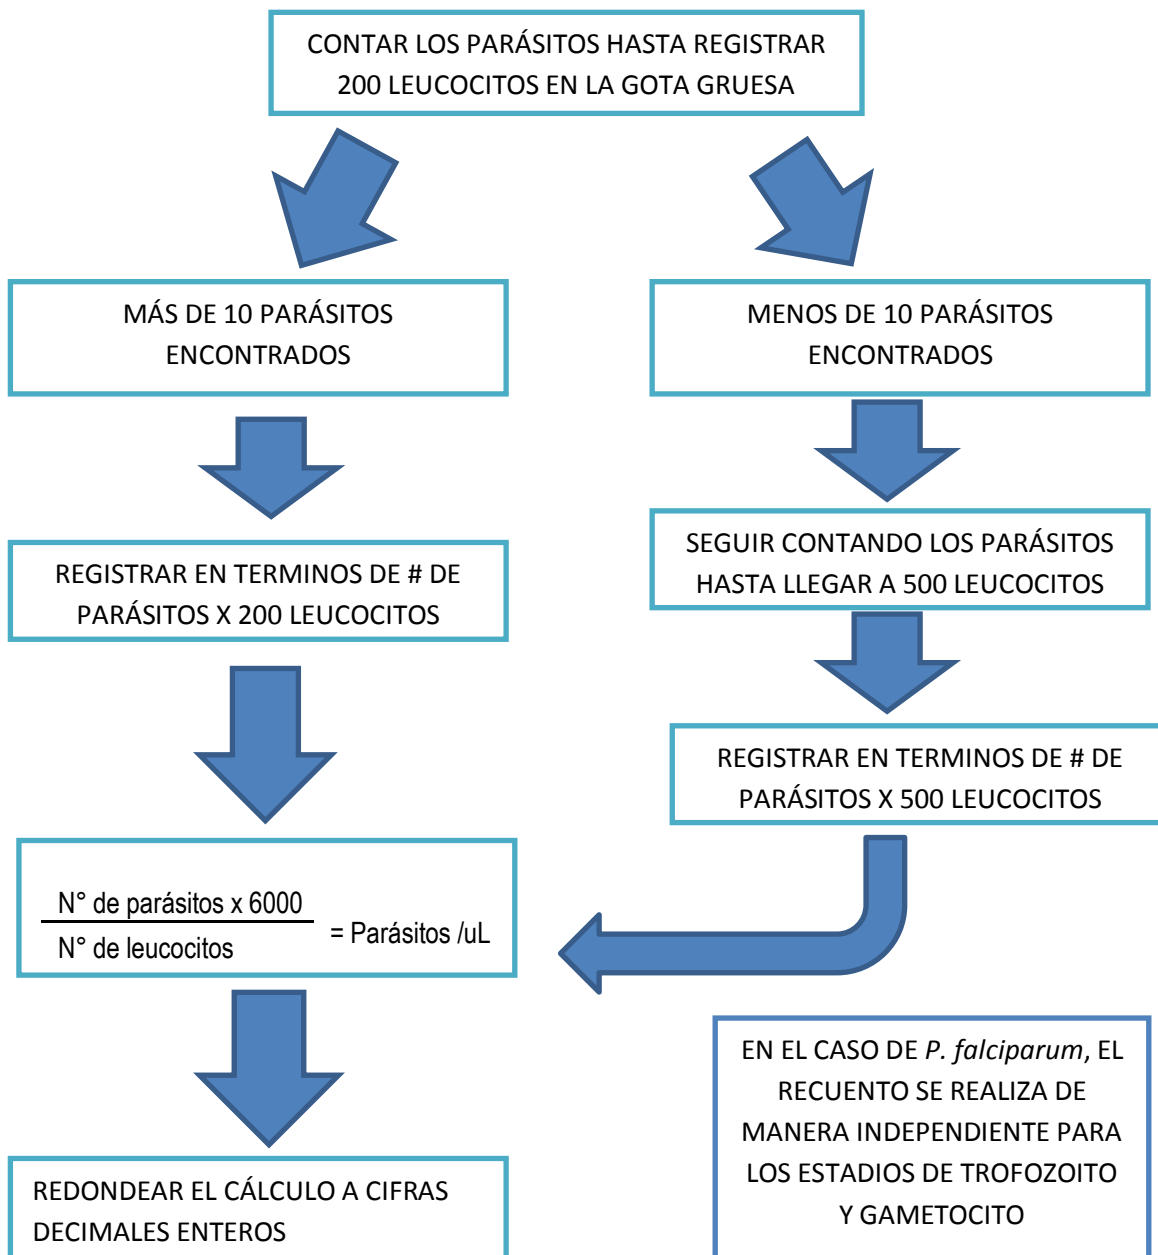 CONTAR LOS PARÁSITOS HASTA REGISTRAR
200 LEUCOCITOS EN LA GOTA GRUESA
MÁS DE 10 PARÁSITOS
ENCONTRADOS
MENOS DE 10 PARÁSITOS
ENCONTRADOS
REGISTRAR EN TERMINOS DE # DE
PARÁSITOS X 200 LEUCOCITOS
SEGUIR CONTANDO LOS PARÁSITOS
HASTA LLEGAR A 500 LEUCOCITOS
REGISTRAR EN TERMINOS DE # DE
PARÁSITOS X 500 LEUCOCITOS
N° de parásitos x 6000
N° de leucocitos
= Parásitos /uL
EN EL CASO DE P. falciparum, EL
RECUENTO SE REALIZA DE
MANERA INDEPENDIENTE PARA
LOS ESTADIOS DE TROFOZOITO
Y GAMETOCITO
REDONDEAR EL CÁLCULO A CIFRAS
DECIMALES ENTEROS